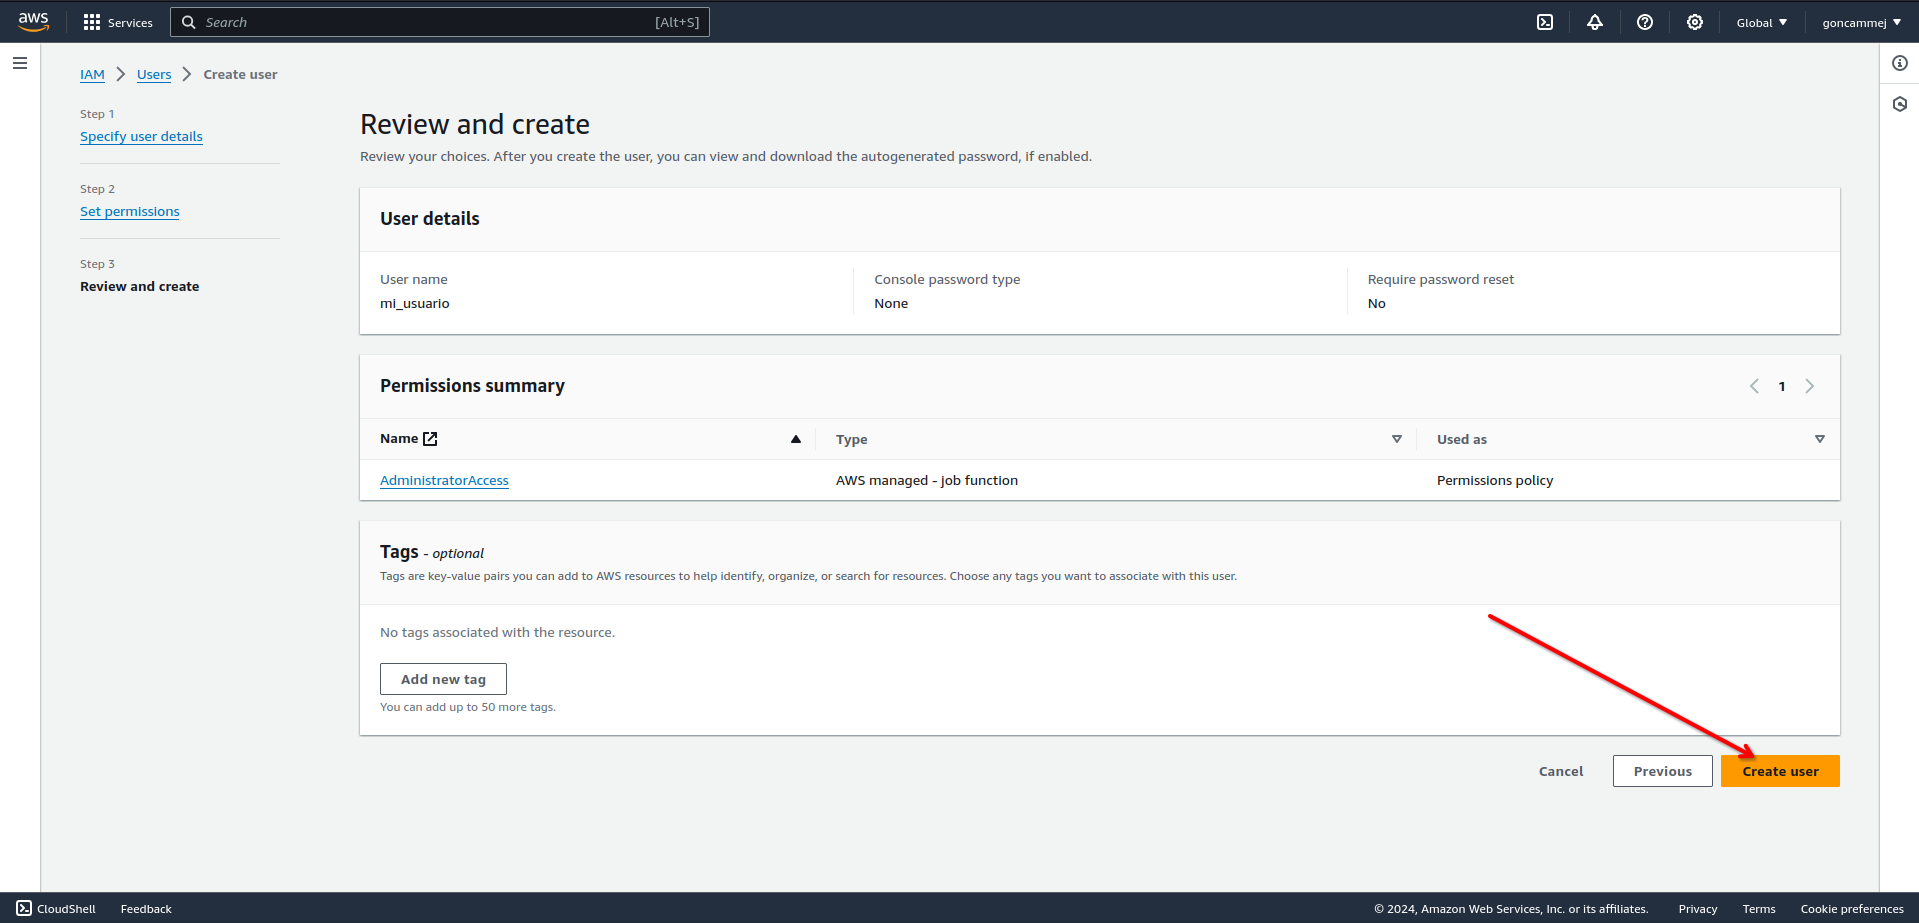 aws
Services
Search [Alt+S]
Global
goncammej
IAM > Users > Create user
Step 1
Specify user details
Step 2
Set permissions
Step 3
Review and create
Review and create
Review your choices. After you create the user, you can view and download the autogenerated password, if enabled.
User details
User name Console password type Require password reset
mi_usuario None No
Permissions summary
1
Name Type Used as
AdministratorAccess AWS managed - job function Permissions policy
Tags - optional
Tags are key-value pairs you can add to AWS resources to help identify, organize, or search for resources. Choose any tags you want to associate with this user.
No tags associated with the resource.
Add new tag
You can add up to 50 more tags.
Cancel Previous Create user
CloudShell Feedback © 2024, Amazon Web Services, Inc. or its affiliates. Privacy Terms Cookie preferences